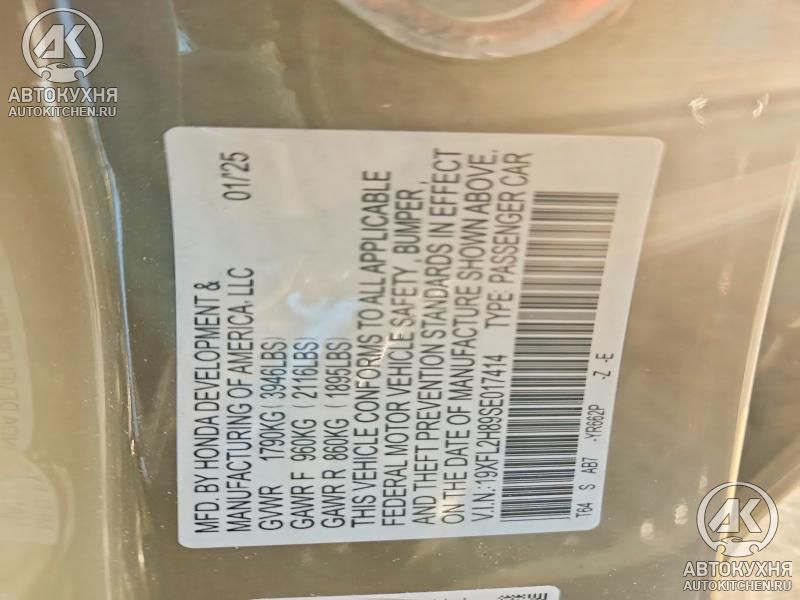 AK
АВТОКУХНЯ
AUTOKITCHEN.RU
MFD. BY HONDA DEVELOPMENT &
MANUFACTURING OF AMERICA, LLC 01/25
GVWR 1790KG (3946LBS)
GAWR F 960KG (2116LBS)
GAWR R 860KG (1895LBS)
THIS VEHICLE CONFORMS TO ALL APPLICABLE
FEDERAL MOTOR VEHICLE SAFETY , BUMPER ,
AND THEFT PREVENTION STANDARDS IN EFFECT
ON THE DATE OF MANUFACTURE SHOWN ABOVE.
V.I.N.: 19XFL2H89SE017414 TYPE: PASSENGER CAR
T64 S AB7 -YR662P -Z -E
AK
АВТОКУХНЯ
AUTOKITCHEN.RU